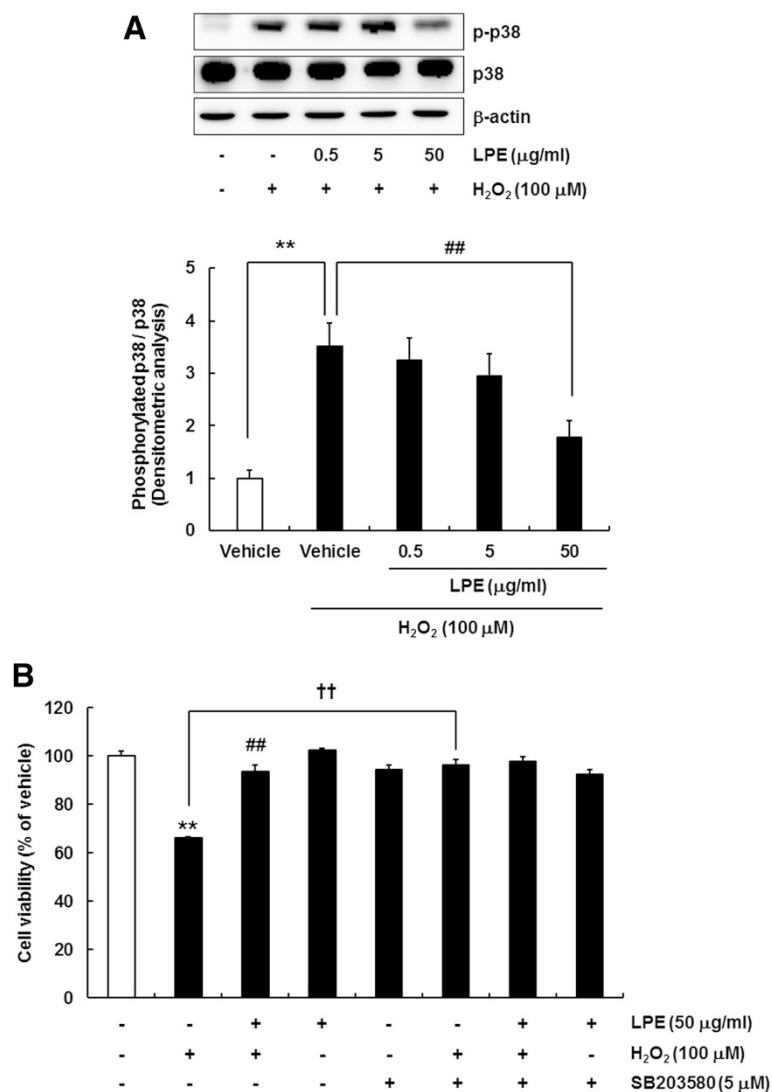 A
p-p38
p38
β-actin
- - 0.5 5 50 LPE (μg/ml)
- + + + + H₂O₂ (100 μM)
** ##
Phosphorylated p38 / p38
(Densitometric analysis)
5
4
3
2
1
0
Vehicle Vehicle 0.5 5 50
LPE (μg/ml)
H₂O₂ (100 μM)
B
Cell viability (% of vehicle)
120
100
80
60
40
20
0
††
##
**
- - + + - - + + LPE (50 μg/ml)
- + + - - + + - H₂O₂ (100 μM)
- - - - + + + + SB203580 (5 μM)